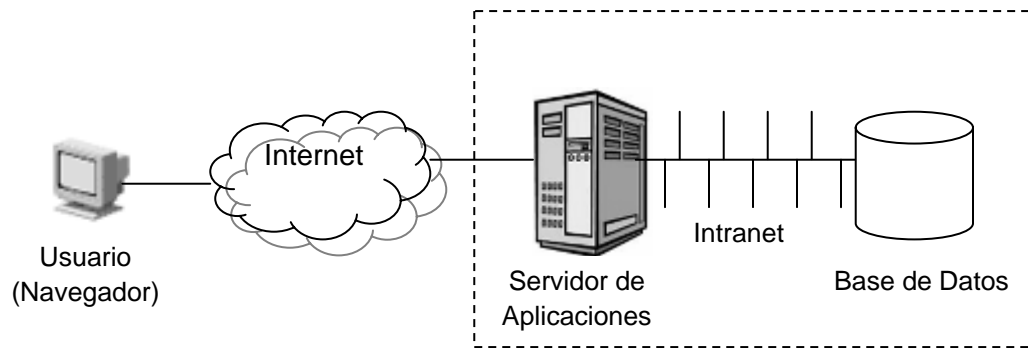 Internet
Usuario
(Navegador)
Servidor de
Aplicaciones
Intranet
Base de Datos